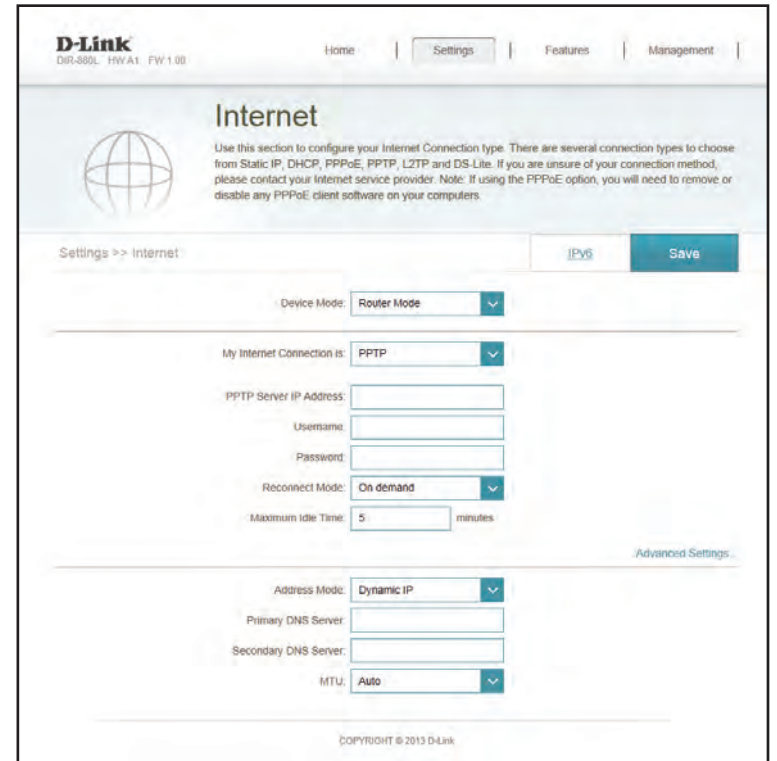 D-Link
DIR-880L HW A1 FW 1.00
Home | Settings | Features | Management |
Internet
Use this section to configure your Internet Connection type. There are several connection types to choose
from Static IP, DHCP, PPPoE, PPTP, L2TP and DS-Lite. If you are unsure of your connection method,
please contact your Internet service provider. Note: If using the PPPoE option, you will need to remove or
disable any PPPoE client software on your computers.
Settings >> Internet
IPv6
Save
Device Mode: Router Mode
My Internet Connection is: PPTP
PPTP Server IP Address:
Username:
Password:
Reconnect Mode: On demand
Maximum Idle Time: 5 minutes
Advanced Settings...
Address Mode: Dynamic IP
Primary DNS Server:
Secondary DNS Server:
MTU: Auto
COPYRIGHT © 2013 D-Link